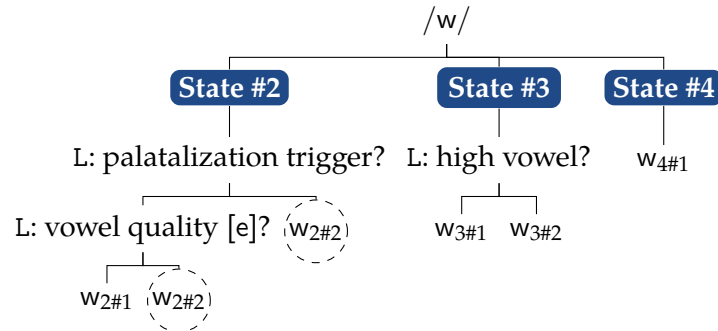 /w/
State #2 State #3 State #4
L: palatalization trigger? L: high vowel? w4#1
L: vowel quality [e]? w2#2 w3#1 w3#2
w2#1 w2#2